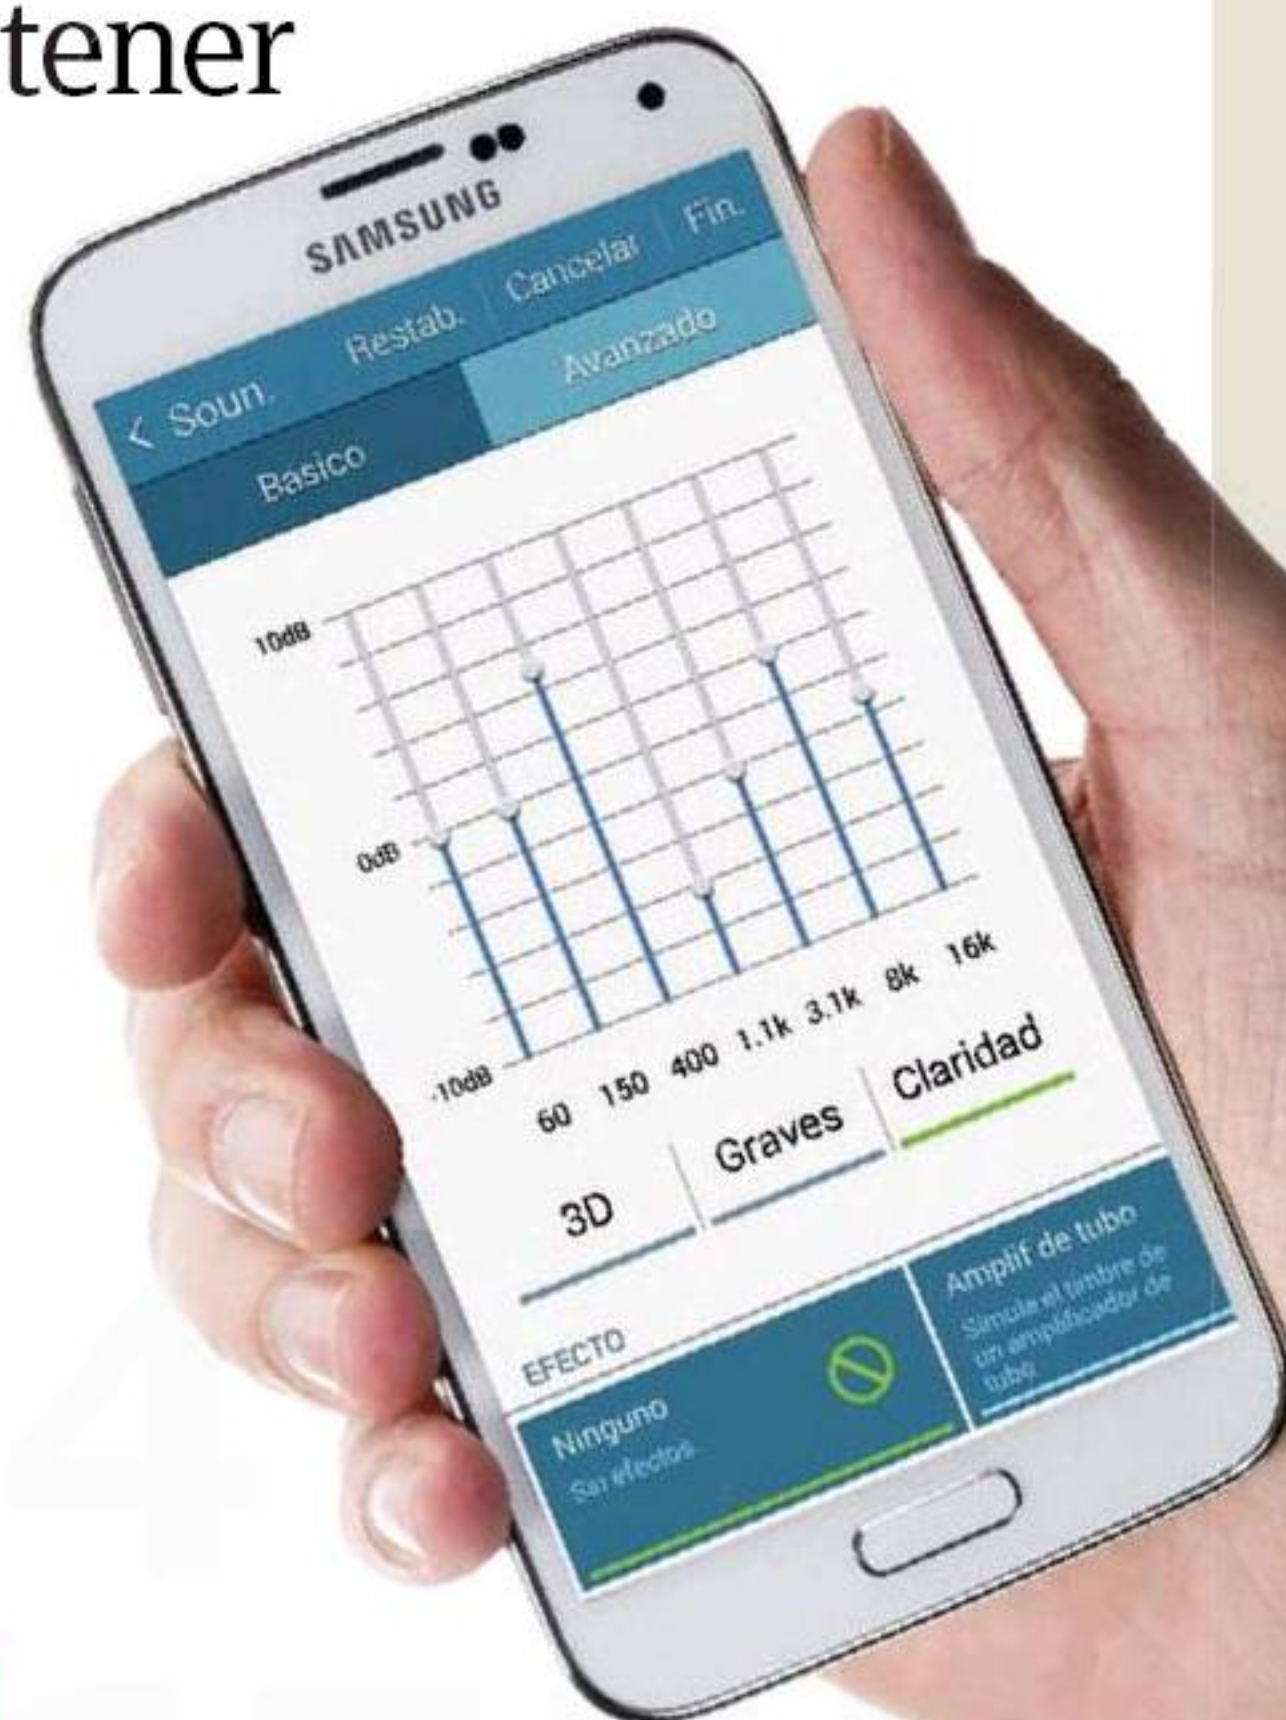 tener
SAMSUNG
< Soun. Restab. Cancelar Fin.
Basico Avanzado
10dB
0dB
-10dB
60 150 400 1.1k 3.1k 8k 16k
3D Graves Claridad
EFECTO
Ninguno
Sin efectos.
Amplif de tubo
Simula el timbre de
un amplificador de
tubo